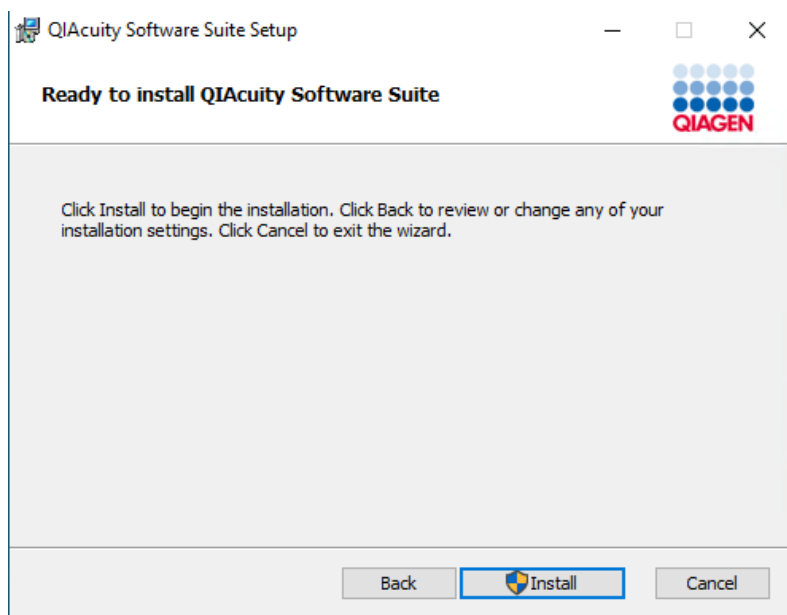 QIAcuity Software Suite Setup
Ready to install QIAcuity Software Suite
QIAGEN
Click Install to begin the installation. Click Back to review or change any of your
installation settings. Click Cancel to exit the wizard.
Back
Install
Cancel